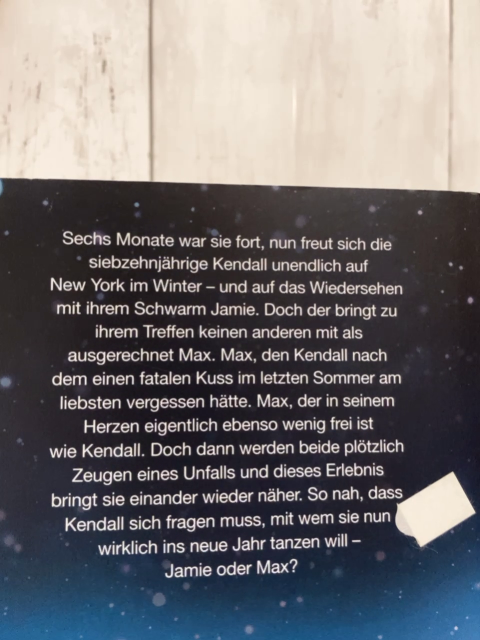 Sechs Monate war sie fort, nun freut sich die
siebzehnjährige Kendall unendlich auf
New York im Winter – und auf das Wiedersehen
mit ihrem Schwarm Jamie. Doch der bringt zu
ihrem Treffen keinen anderen mit als
ausgerechnet Max. Max, den Kendall nach
dem einen fatalen Kuss im letzten Sommer am
liebsten vergessen hätte. Max, der in seinem
Herzen eigentlich ebenso wenig frei ist
wie Kendall. Doch dann werden beide plötzlich
Zeugen eines Unfalls und dieses Erlebnis
bringt sie einander wieder näher. So nah, dass
Kendall sich fragen muss, mit wem sie nun
wirklich ins neue Jahr tanzen will –
Jamie oder Max?